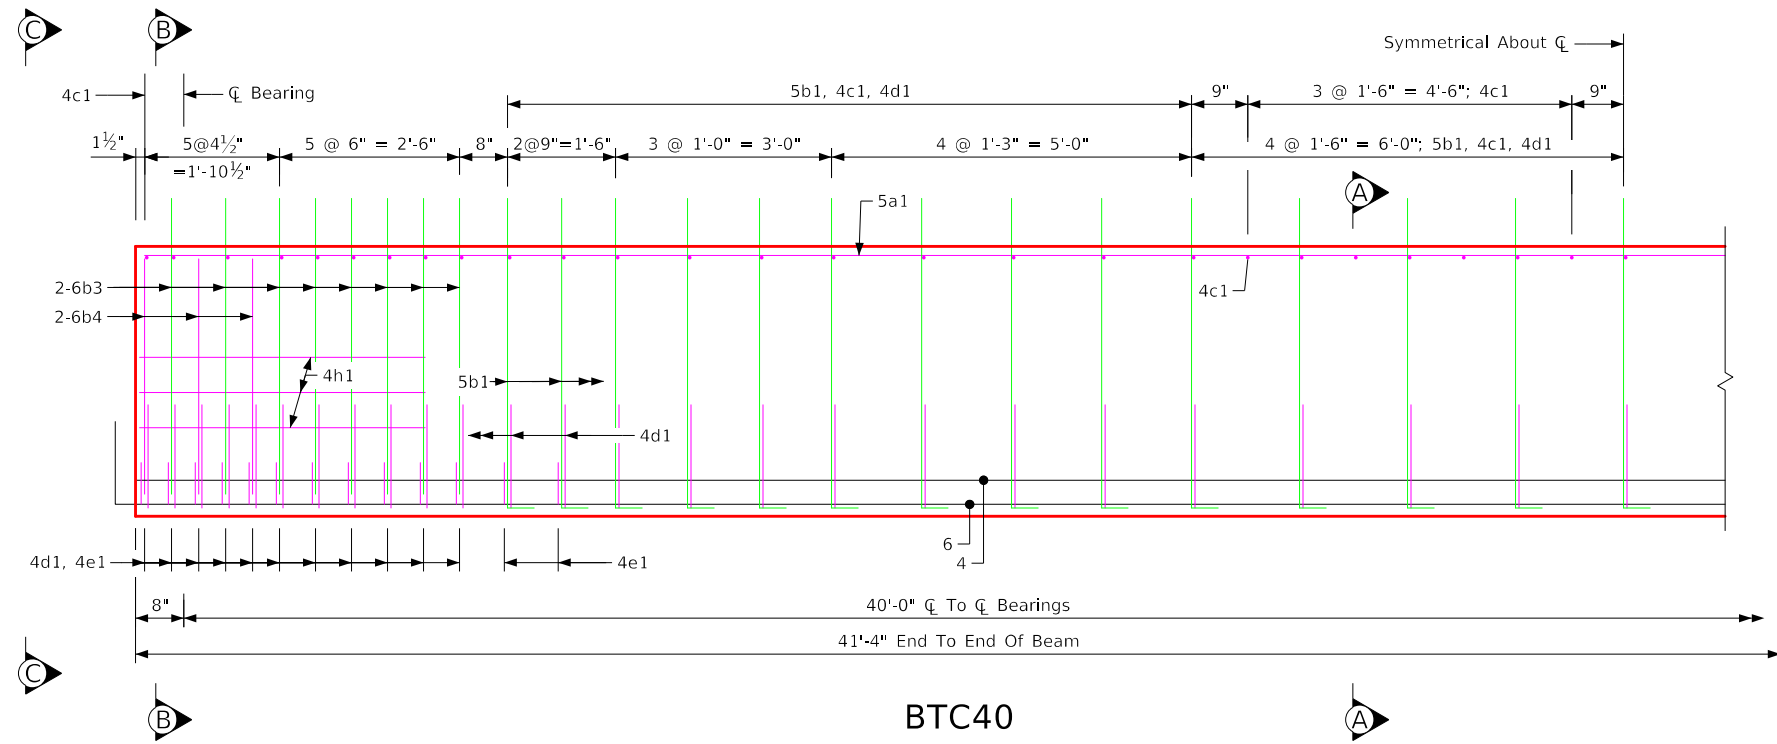 C
B
Symmetrical About ℄
4c1
℄ Bearing
5b1, 4c1, 4d1
9"
3 @ 1'-6" = 4'-6"; 4c1
9"
1½"
5@4½"
=1'-10½"
5 @ 6" = 2'-6"
8"
2@9"=1'-6"
3 @ 1'-0" = 3'-0"
4 @ 1'-3" = 5'-0"
4 @ 1'-6" = 6'-0"; 5b1, 4c1, 4d1
A
5a1
2-6b3
4c1
2-6b4
4h1
5b1
4d1
6
4
4d1, 4e1
4e1
8"
40'-0" ℄ To ℄ Bearings
41'-4" End To End Of Beam
C
B
BTC40
A